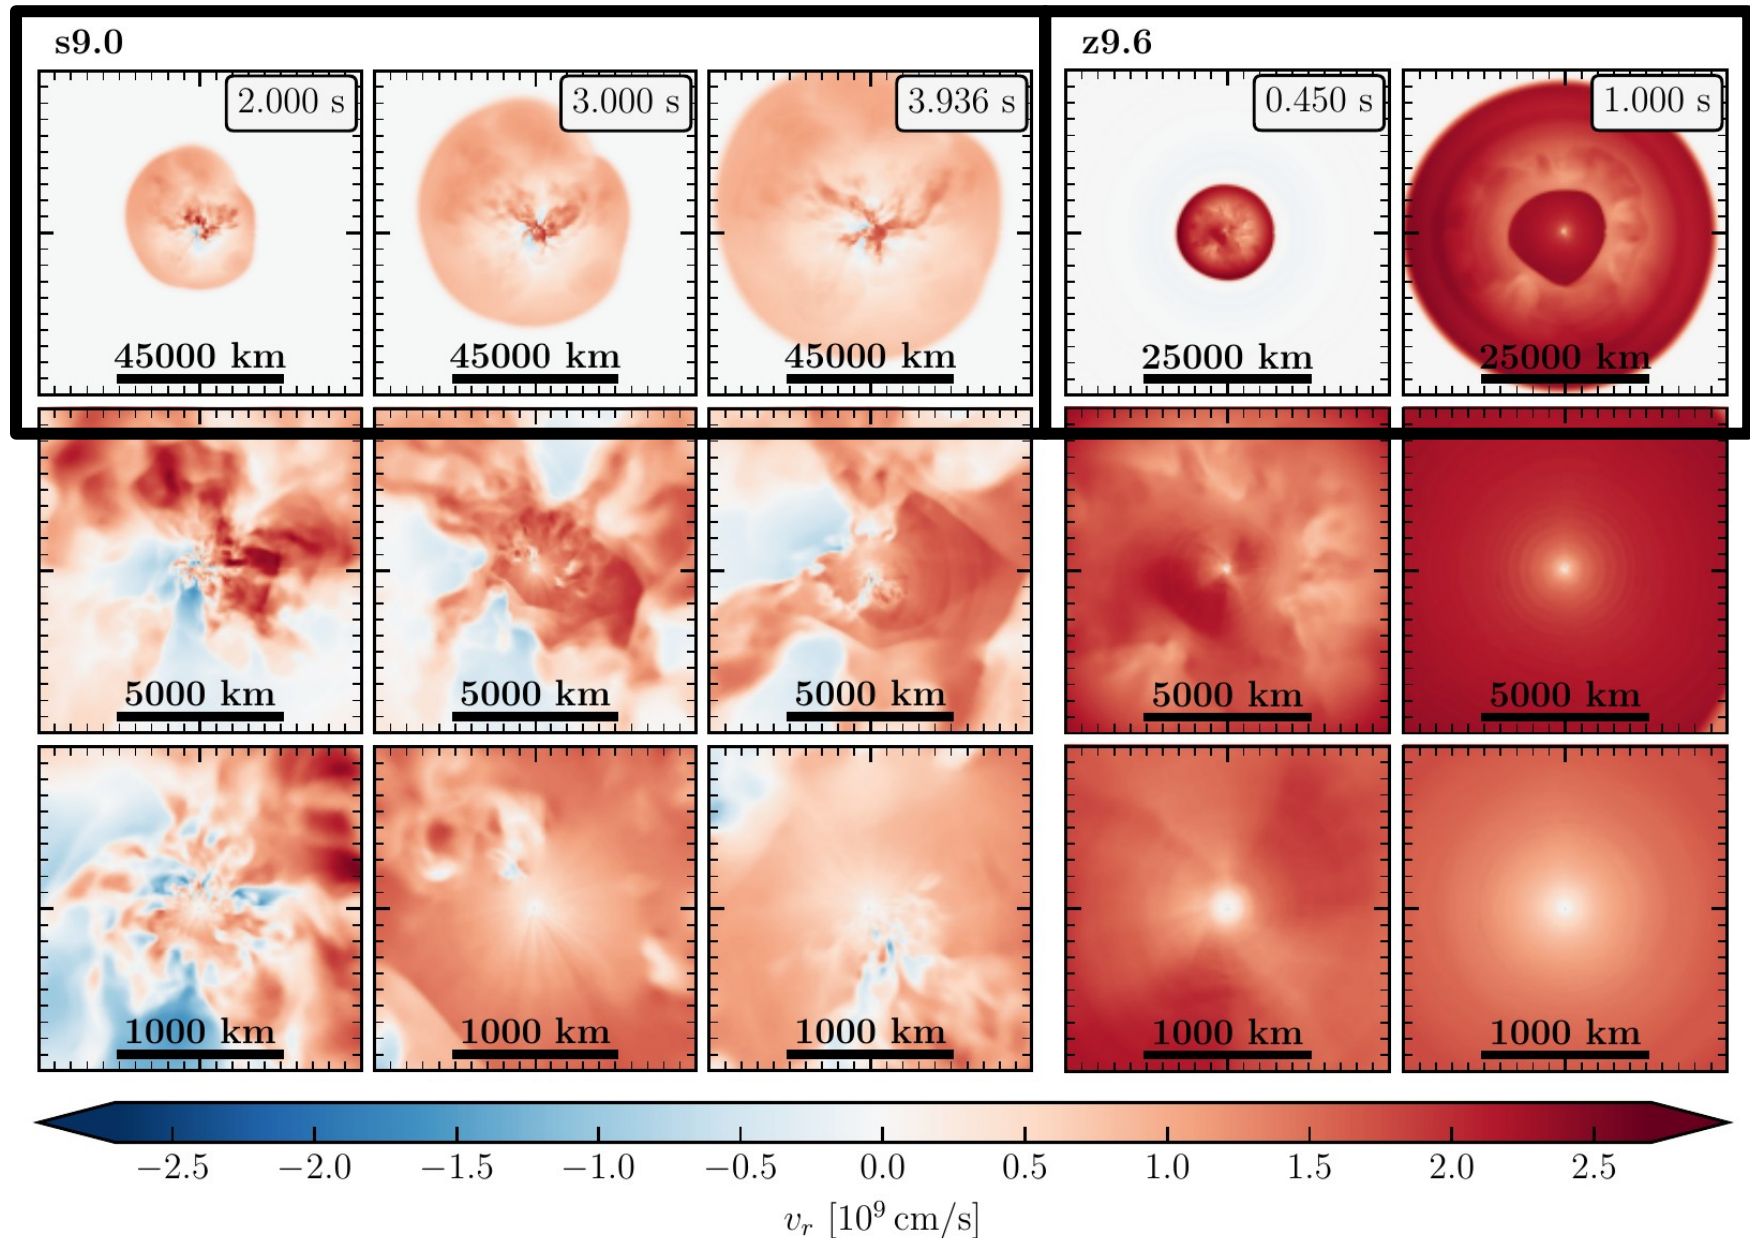 s9.0 z9.6
2.000 s 3.000 s 3.936 s 0.450 s 1.000 s
45000 km 45000 km 45000 km 25000 km 25000 km
5000 km 5000 km 5000 km 5000 km 5000 km
1000 km 1000 km 1000 km 1000 km 1000 km
−2.5 −2.0 −1.5 −1.0 −0.5 0.0 0.5 1.0 1.5 2.0 2.5
v_r [10⁹ cm/s]